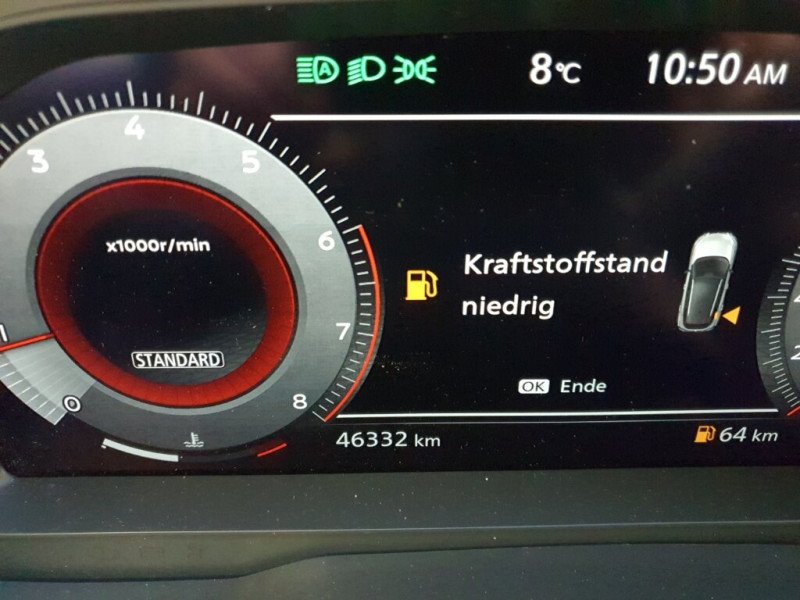 8°C 10:50 AM
3 4 5 6 7 8
x1000r/min
STANDARD
1 0
Kraftstoffstand
niedrig
OK Ende
46332 km 64 km